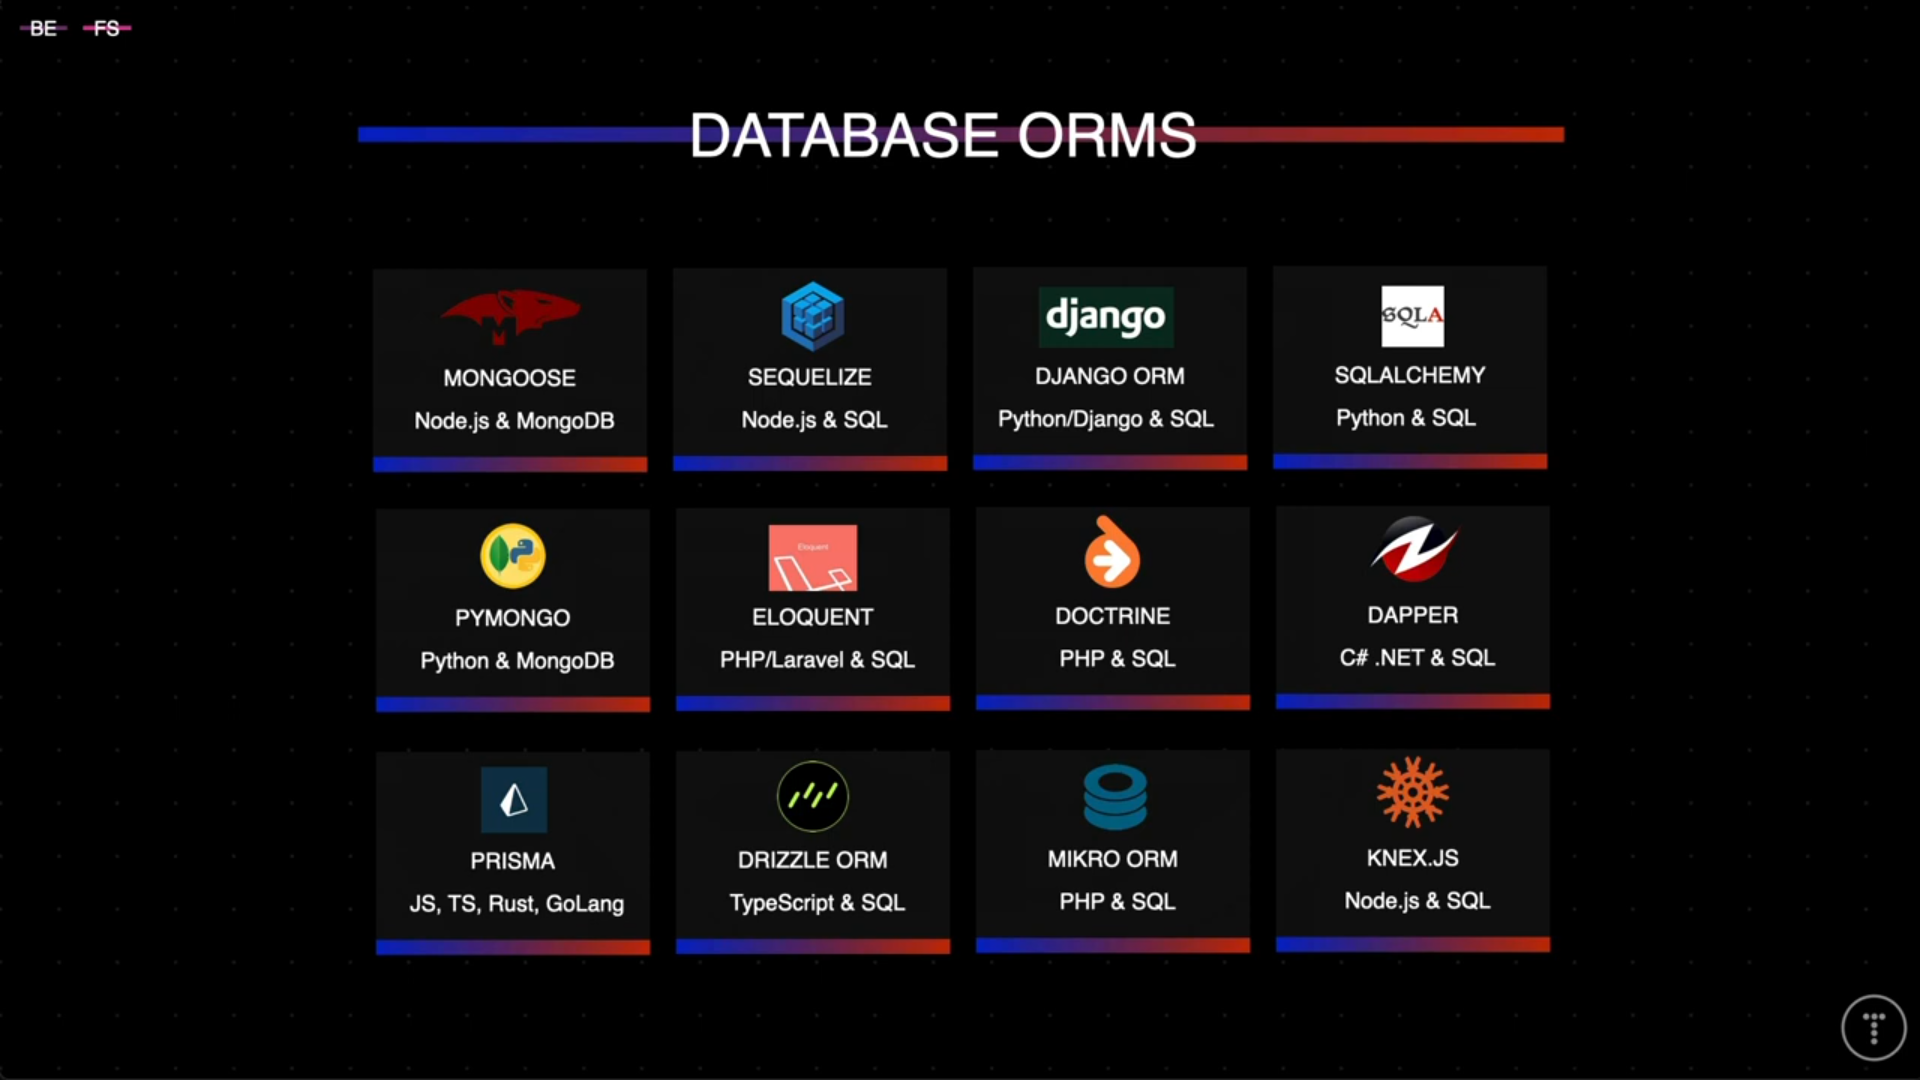 BE FS
DATABASE ORMS
MONGOOSE
Node.js & MongoDB
SEQUELIZE
Node.js & SQL
django
DJANGO ORM
Python/Django & SQL
SQLA
SQLALCHEMY
Python & SQL
PYMONGO
Python & MongoDB
Eloquent
ELOQUENT
PHP/Laravel & SQL
DOCTRINE
PHP & SQL
DAPPER
C# .NET & SQL
PRISMA
JS, TS, Rust, GoLang
DRIZZLE ORM
TypeScript & SQL
MIKRO ORM
PHP & SQL
KNEX.JS
Node.js & SQL